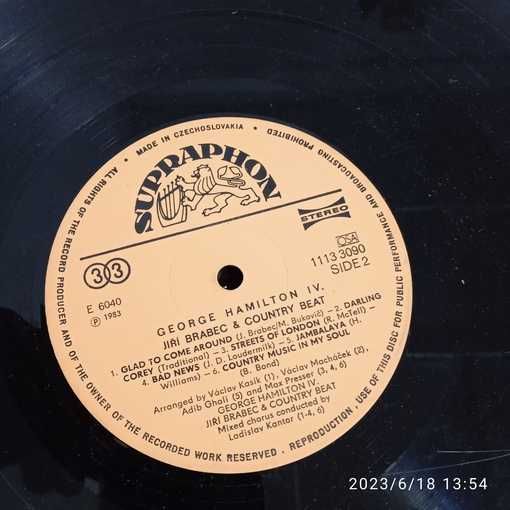 ALL RIGHTS OF THE RECORD PRODUCER AND OF THE OWNER OF THE RECORDED WORK RESERVED • REPRODUCTION, USE OF THIS DISC FOR PUBLIC PERFORMANCE AND BROADCASTING PROHIBITED • MADE IN CZECHOSLOVAKIA •
SUPRAPHON
STEREO
33
OSA
1113 3090
SIDE 2
E 6040
Ⓟ 1983
GEORGE HAMILTON IV.
JIŘÍ BRABEC & COUNTRY BEAT
1. GLAD TO COME AROUND (J. Brabec/M. Bukovič) – 2. DARLING
COREY (Traditional) – 3. STREETS OF LONDON (R. McTell) –
4. BAD NEWS (J. D. Loudermilk) – 5. JAMBALAYA (H.
Williams) – 6. COUNTRY MUSIC IN MY SOUL
(B. Bond)
Arranged by Václav Kasík (1), Václav Macháček (2),
Adib Ghali (5) and Max Presser (3, 4, 6)
GEORGE HAMILTON IV.
JIŘÍ BRABEC & COUNTRY BEAT
Mixed chorus conducted by
Ladislav Kantor (1-4, 6)
2023/6/18 13:54